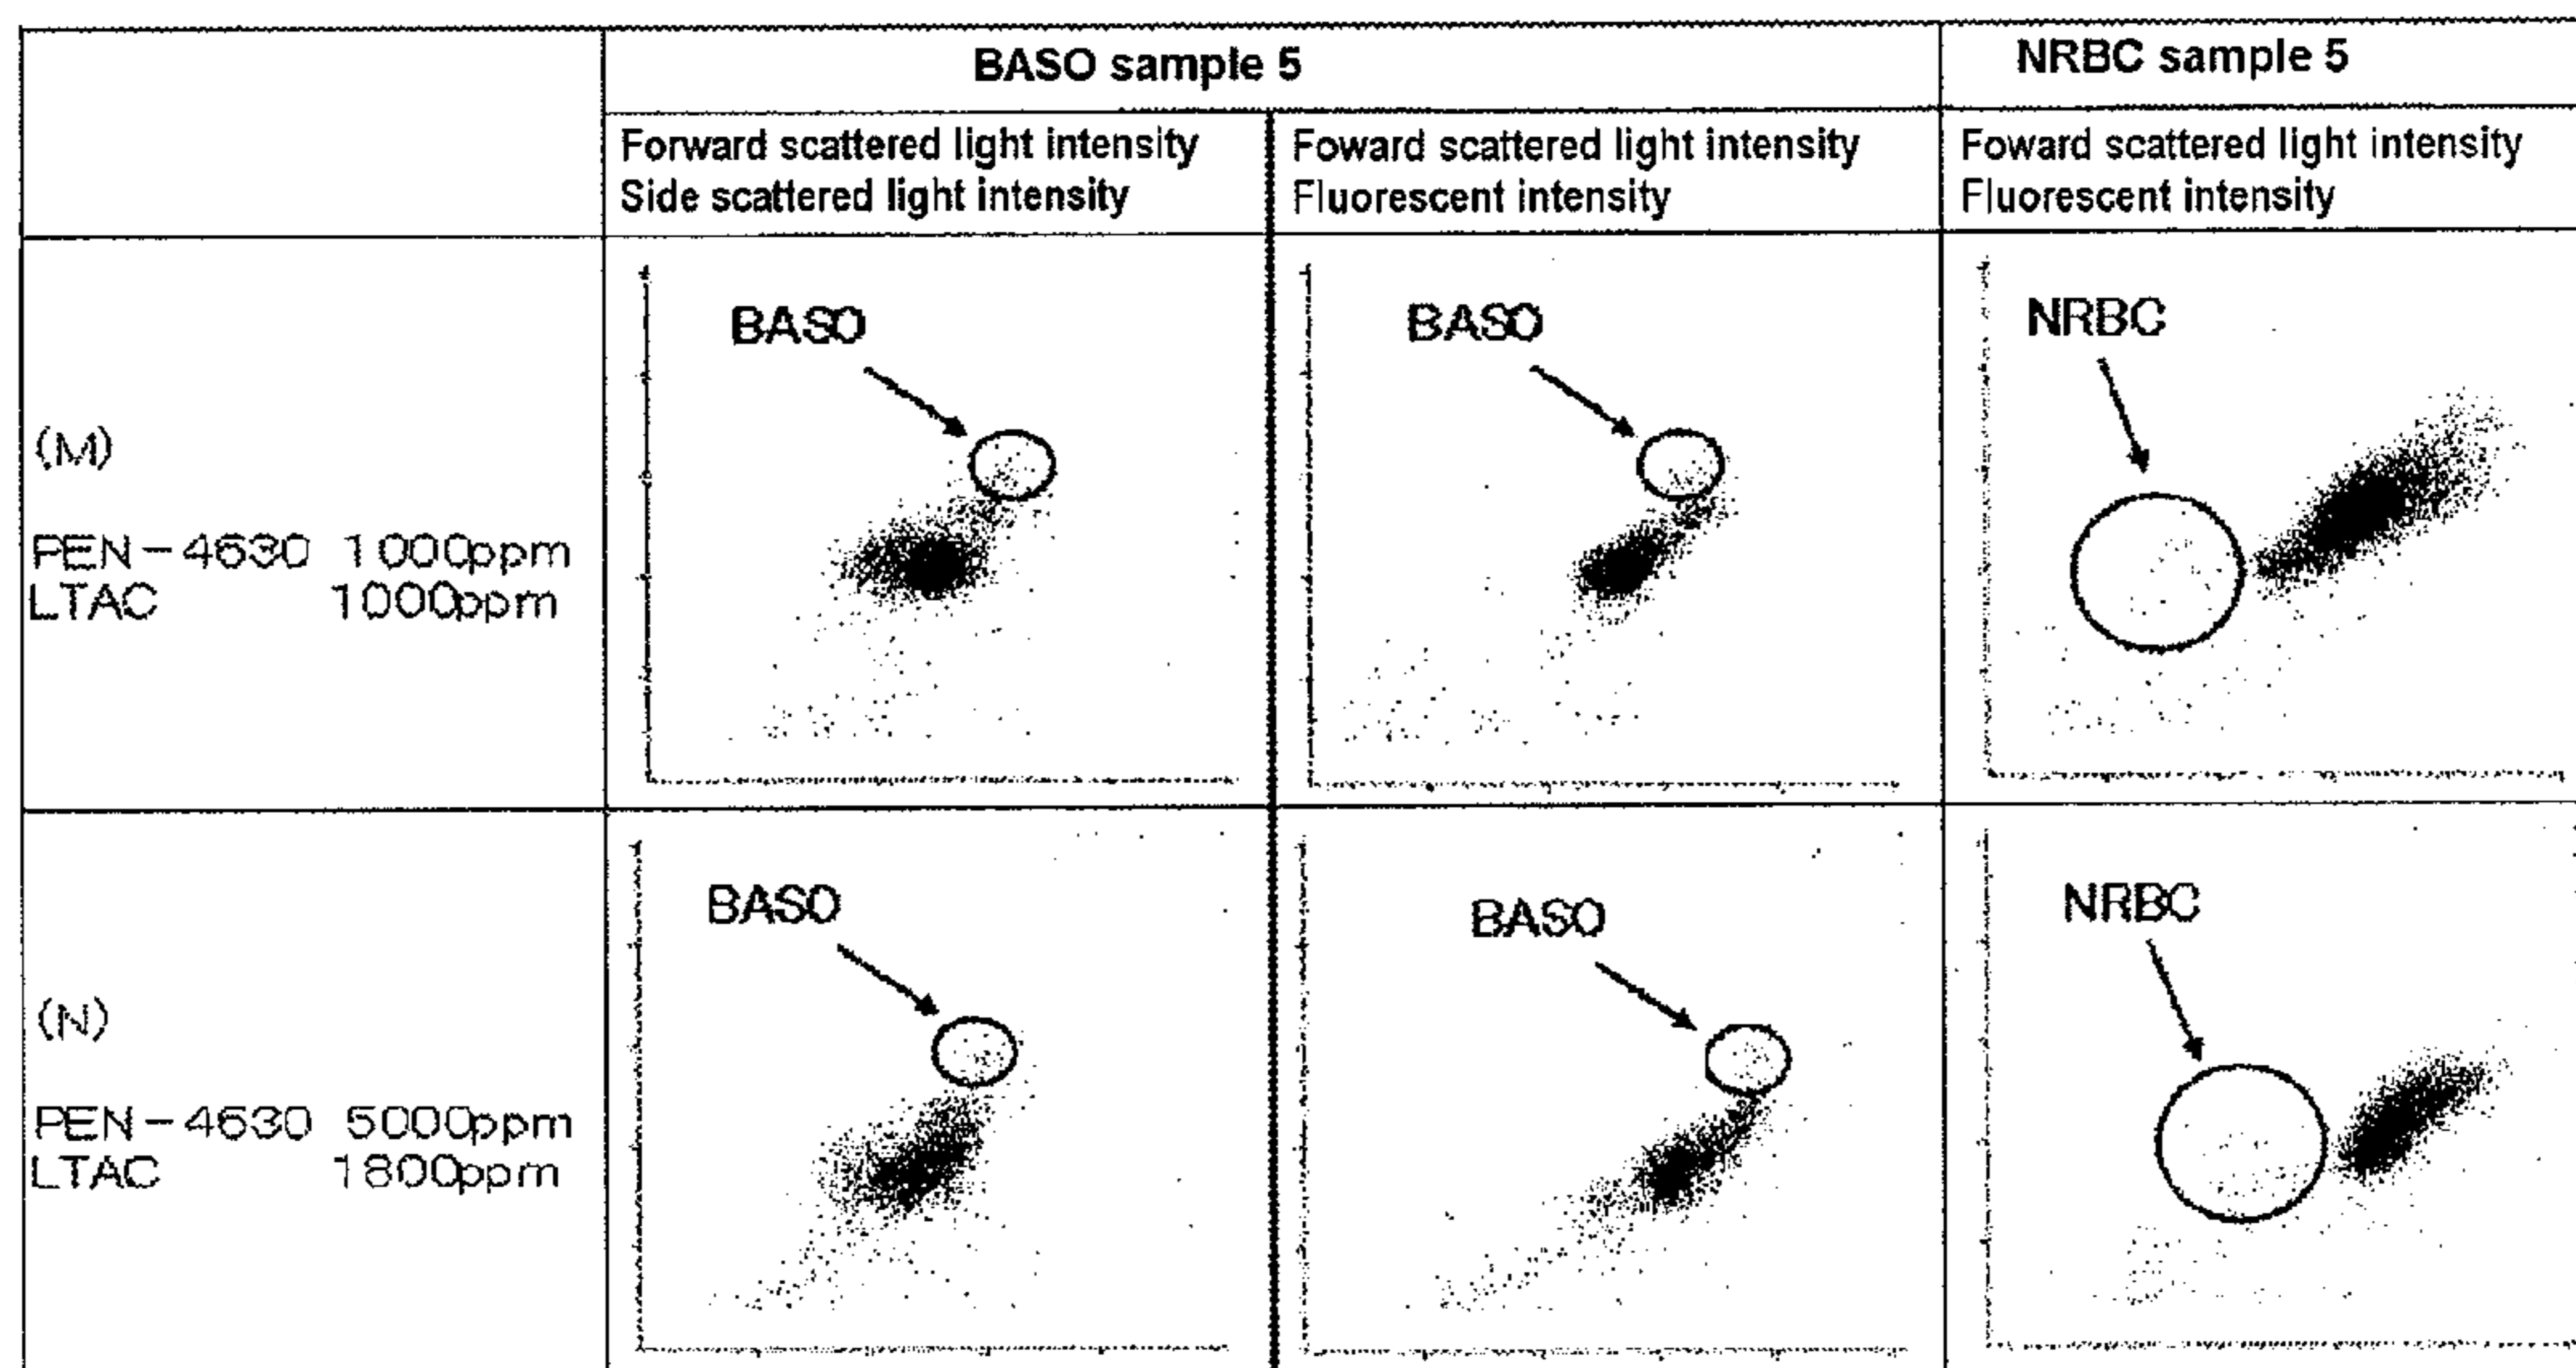 BASO sample 5
NRBC sample 5
Forward scattered light intensity
Side scattered light intensity
Foward scattered light intensity
Fluorescent intensity
Foward scattered light intensity
Fluorescent intensity
(M)
PEN-4630 1000ppm
LTAC 1000ppm
BASO
BASO
NRBC
(N)
PEN-4630 5000ppm
LTAC 1800ppm
BASO
BASO
NRBC